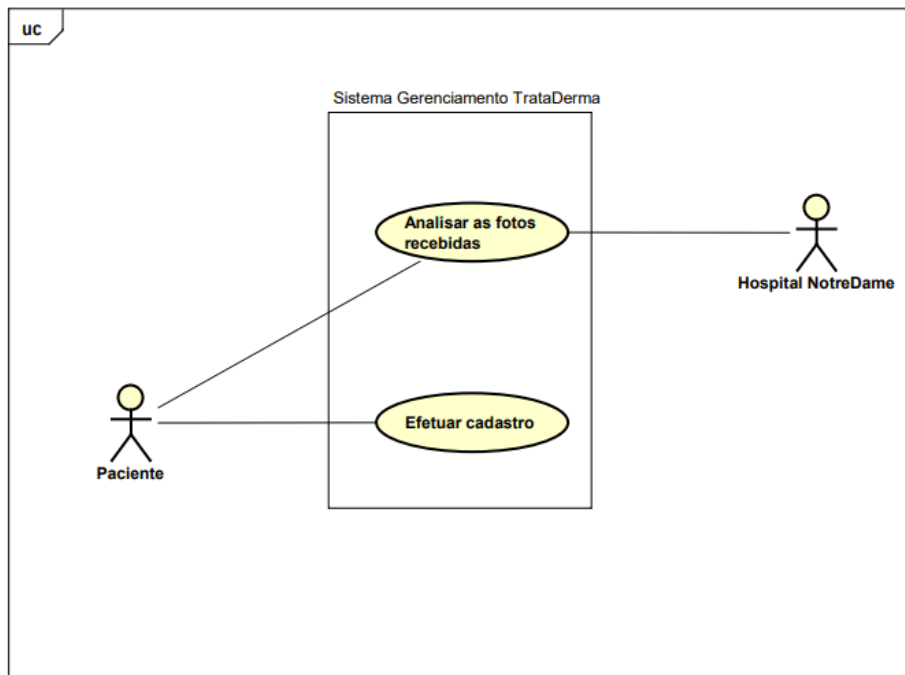 uc
Sistema Gerenciamento TrataDerma
Analisar as fotos
recebidas
Hospital NotreDame
Efetuar cadastro
Paciente